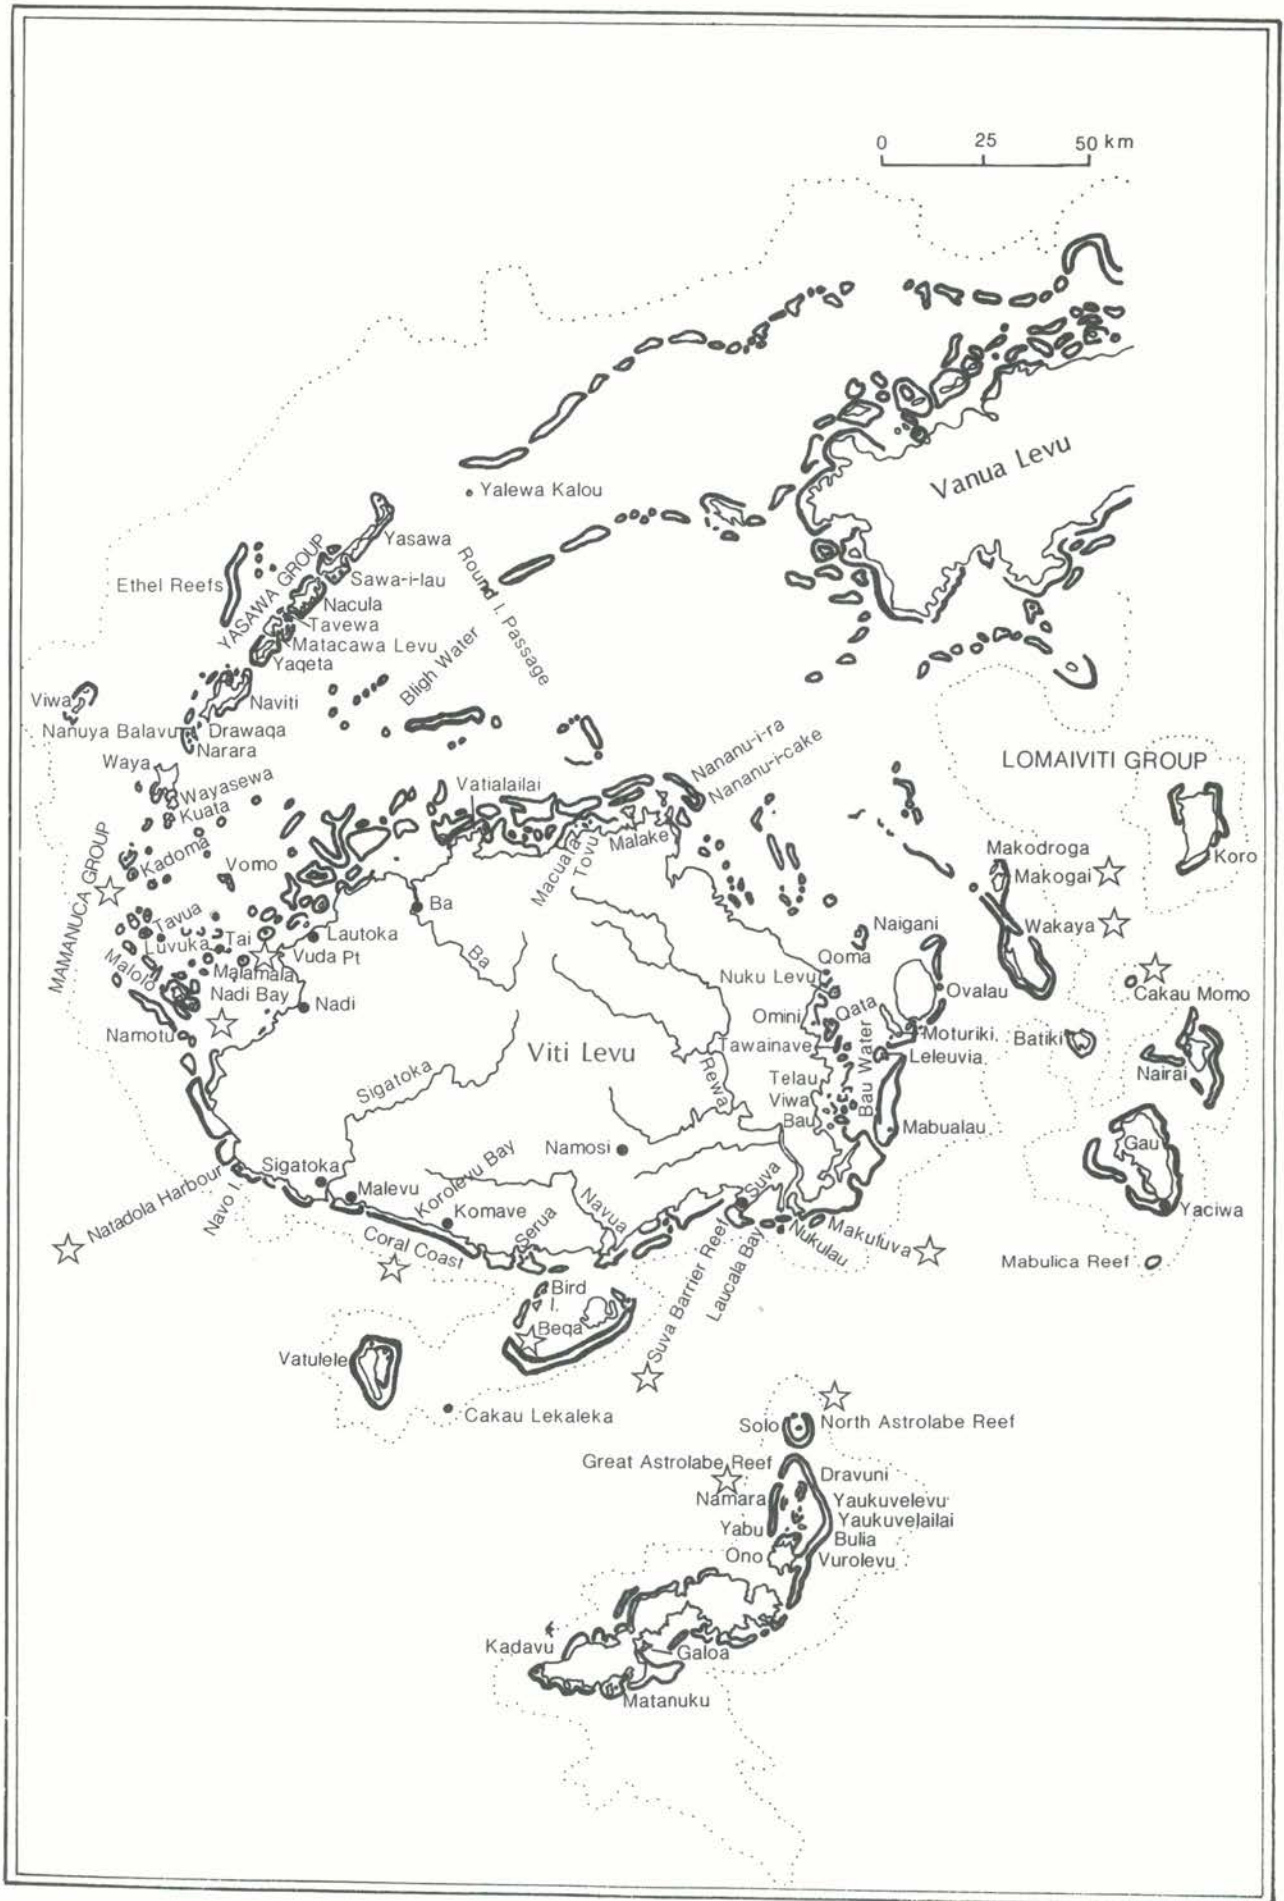 0 25 50 km
Vanua Levu
Yalewa Kalou
Yasawa
YASAWA GROUP
Ethel Reefs
Sawa-i-lau
Round I. Passage
Nacula
Tavewa
Matacawa Levu
Yaqeta
Bligh Water
Viwa
Naviti
Nanuya Balavu
Drawaqa
Narara
Waya
Wayasewa
Kuata
Vatialailai
Nananu-i-ra
Nananu-i-cake
LOMAIVITI GROUP
Koro
MAMANUCA GROUP
Kadoma
Vomo
Macuata
Tovu
Malake
Makodroga
Makogai
Wakaya
Ba
Tavua
Luvuka
Tai
Lautoka
Vuda Pt
Malolo
Malamala
Nadi Bay
Nadi
Namotu
Ba
Naigani
Qoma
Nuku Levu
Ovalau
Cakau Momo
Omini
Qata
Tawainave
Bau Water
Moturiki
Leleuvia
Batiki
Nairai
Viti Levu
Sigatoka
Rewa
Telau
Viwa
Bau
Mabualau
Gau
Yaciwa
Namosi
Natadola Harbour
Navo I.
Sigatoka
Malevu
Korolevu Bay
Komave
Coral Coast
Serua
Navua
Suva
Suva Barrier Reef
Laucala Bay
Nukulau
Makuluva
Mabulica Reef
Bird
I.
Beqa
Vatulele
Cakau Lekaleka
Solo
North Astrolabe Reef
Great Astrolabe Reef
Dravuni
Namara
Yaukuvelevu
Yaukuvelailai
Yabu
Bulia
Ono
Vurolevu
Kadavu
Galoa
Matanuku